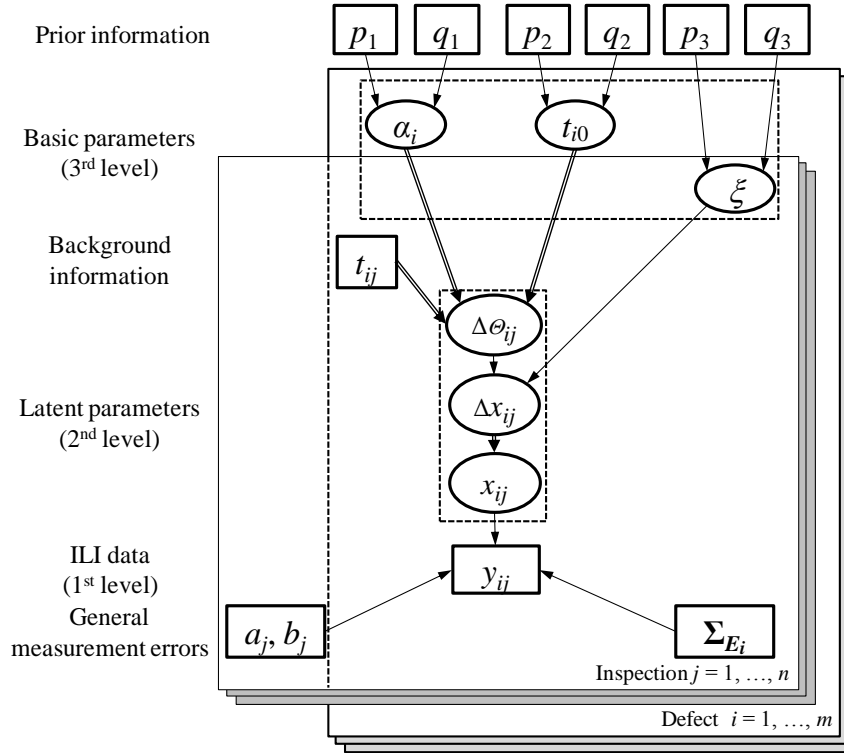 Prior information
p1 q1 p2 q2 p3 q3
Basic parameters
(3rd level)
αi ti0
ξ
Background
information
tij
ΔΘij
Latent parameters
(2nd level)
Δxij
xij
ILI data
(1st level)
General
measurement errors
yij
aj, bj
ΣEi
Inspection j = 1, …, n
Defect i = 1, …, m